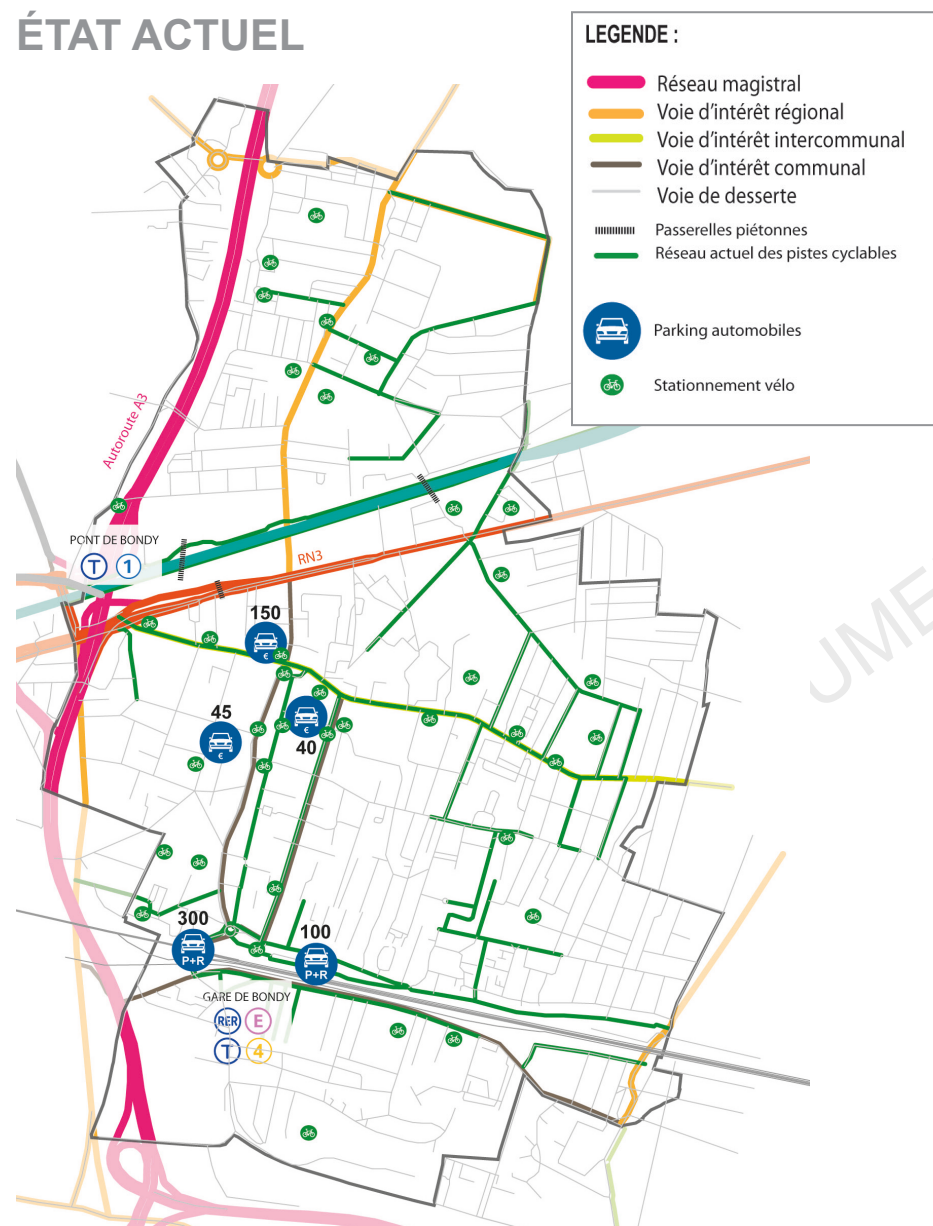 ÉTAT ACTUEL
LEGENDE :
Réseau magistral
Voie d'intérêt régional
Voie d'intérêt intercommunal
Voie d'intérêt communal
Voie de desserte
Passerelles piétonnes
Réseau actuel des pistes cyclables
Parking automobiles
Stationnement vélo
Autoroute A3
PONT DE BONDY
T 1
RN3
UME
150
€
45
€
40
€
300
P+R
100
P+R
GARE DE BONDY
RER E
T 4